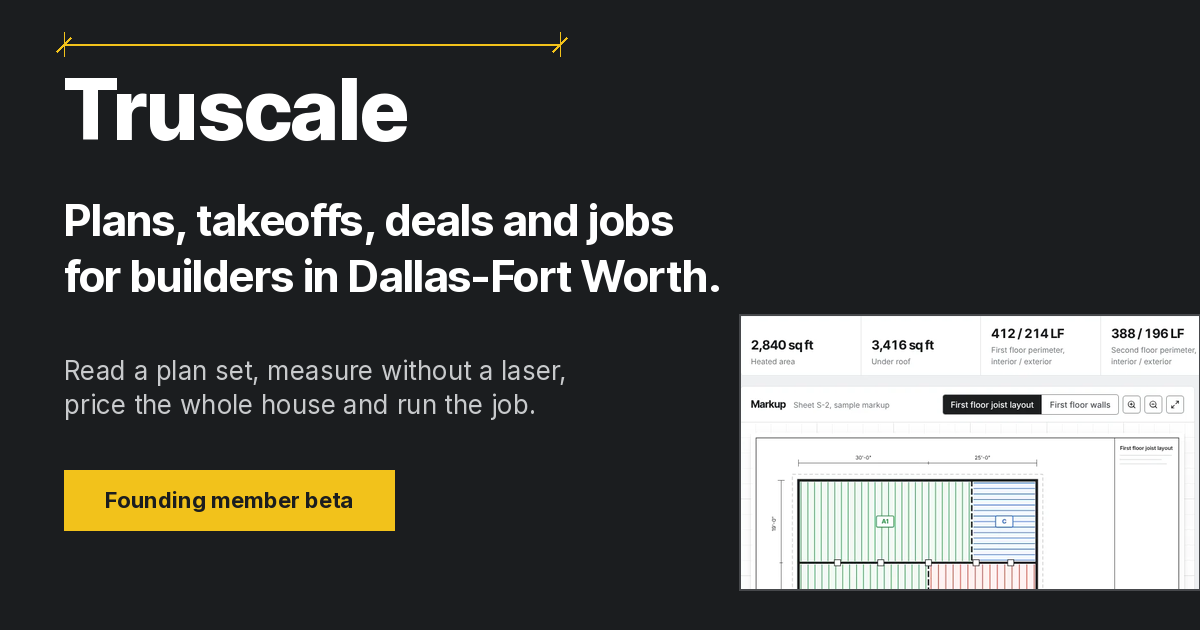 Truscale
Plans, takeoffs, deals and jobs
for builders in Dallas-Fort Worth.
Read a plan set, measure without a laser,
price the whole house and run the job.
Founding member beta
2,840 sq ft
Heated area
3,416 sq ft
Under roof
412 / 214 LF
First floor perimeter,
interior / exterior
388 / 196 LF
Second floor perimeter,
interior / exterior
Markup
Sheet S-2, sample markup
First floor joist layout
First floor walls
First floor joist layout
30'-0"
25'-0"
19'-0"
A1
C